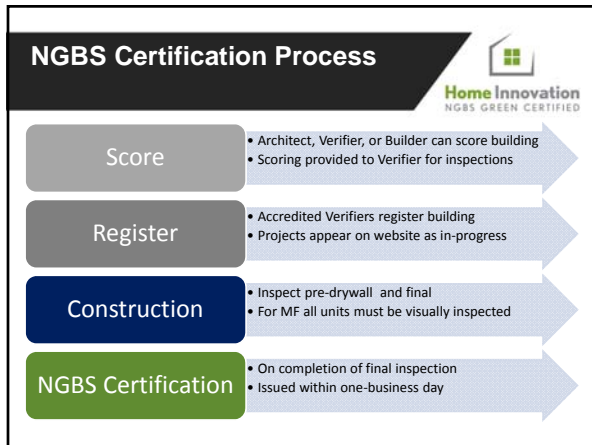 NGBS Certification Process
Home Innovation
NGBS GREEN CERTIFIED
Score
• Architect, Verifier, or Builder can score building
• Scoring provided to Verifier for inspections
Register
• Accredited Verifiers register building
• Projects appear on website as in-progress
Construction
• Inspect pre-drywall and final
• For MF all units must be visually inspected
NGBS Certification
• On completion of final inspection
• Issued within one-business day